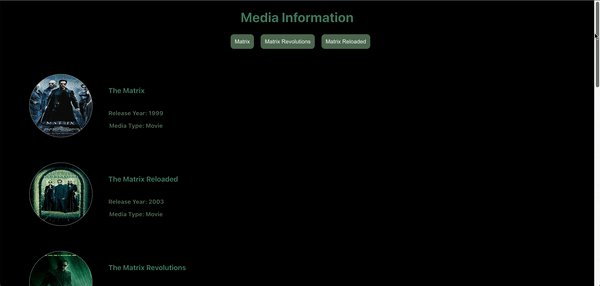 Media Information
Matrix Matrix Revolutions Matrix Reloaded
The Matrix
Release Year: 1999
Media Type: Movie
MATRIX
The Matrix Reloaded
Release Year: 2003
Media Type: Movie
The Matrix Revolutions